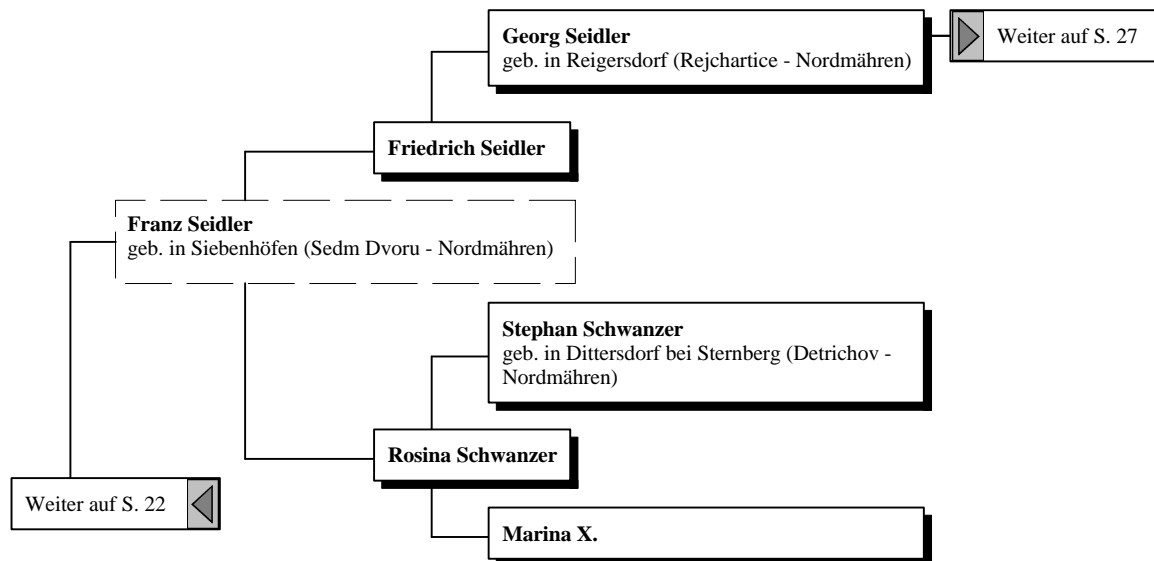 Georg Seidler
geb. in Reigersdorf (Rejchartice - Nordmähren)
Weiter auf S. 27
Friedrich Seidler
Franz Seidler
geb. in Siebenhöfen (Sedm Dvoru - Nordmähren)
Stephan Schwanzer
geb. in Dittersdorf bei Sternberg (Detrichov -
Nordmähren)
Rosina Schwanzer
Weiter auf S. 22
Marina X.